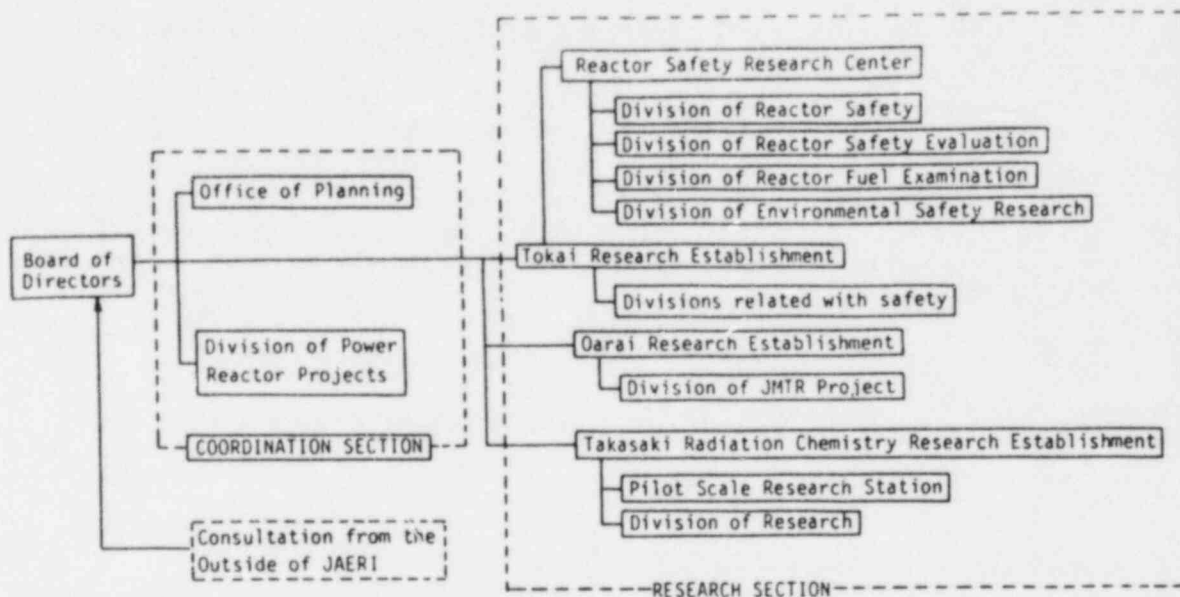 Reactor Safety Research Center
Division of Reactor Safety
Division of Reactor Safety Evaluation
Division of Reactor Fuel Examination
Division of Environmental Safety Research
Office of Planning
Board of
Directors
Tokai Research Establishment
Divisions related with safety
Division of Power
Reactor Projects
Oarai Research Establishment
Division of JMTR Project
COORDINATION SECTION
Takasaki Radiation Chemistry Research Establishment
Pilot Scale Research Station
Division of Research
Consultation from the
Outside of JAERI
RESEARCH SECTION